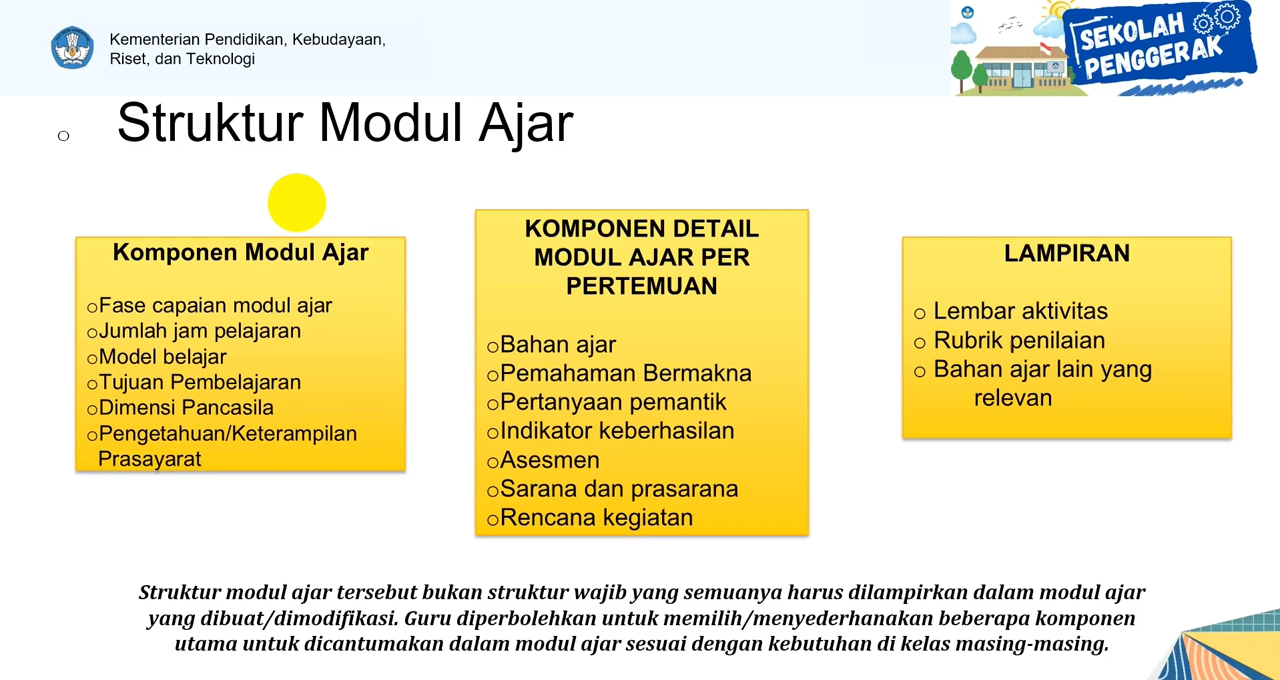 Kementerian Pendidikan, Kebudayaan,
Riset, dan Teknologi
SEKOLAH
PENGGERAK
Struktur Modul Ajar
Komponen Modul Ajar
Fase capaian modul ajar
Jumlah jam pelajaran
Model belajar
Tujuan Pembelajaran
Dimensi Pancasila
Pengetahuan/Keterampilan
Prasayarat
KOMPONEN DETAIL
MODUL AJAR PER
PERTEMUAN
Bahan ajar
Pemahaman Bermakna
Pertanyaan pemantik
Indikator keberhasilan
Asesmen
Sarana dan prasarana
Rencana kegiatan
LAMPIRAN
Lembar aktivitas
Rubrik penilaian
Bahan ajar lain yang
relevan
Struktur modul ajar tersebut bukan struktur wajib yang semuanya harus dilampirkan dalam modul ajar
yang dibuat/dimodifikasi. Guru diperbolehkan untuk memilih/menyederhanakan beberapa komponen
utama untuk dicantumakan dalam modul ajar sesuai dengan kebutuhan di kelas masing-masing.